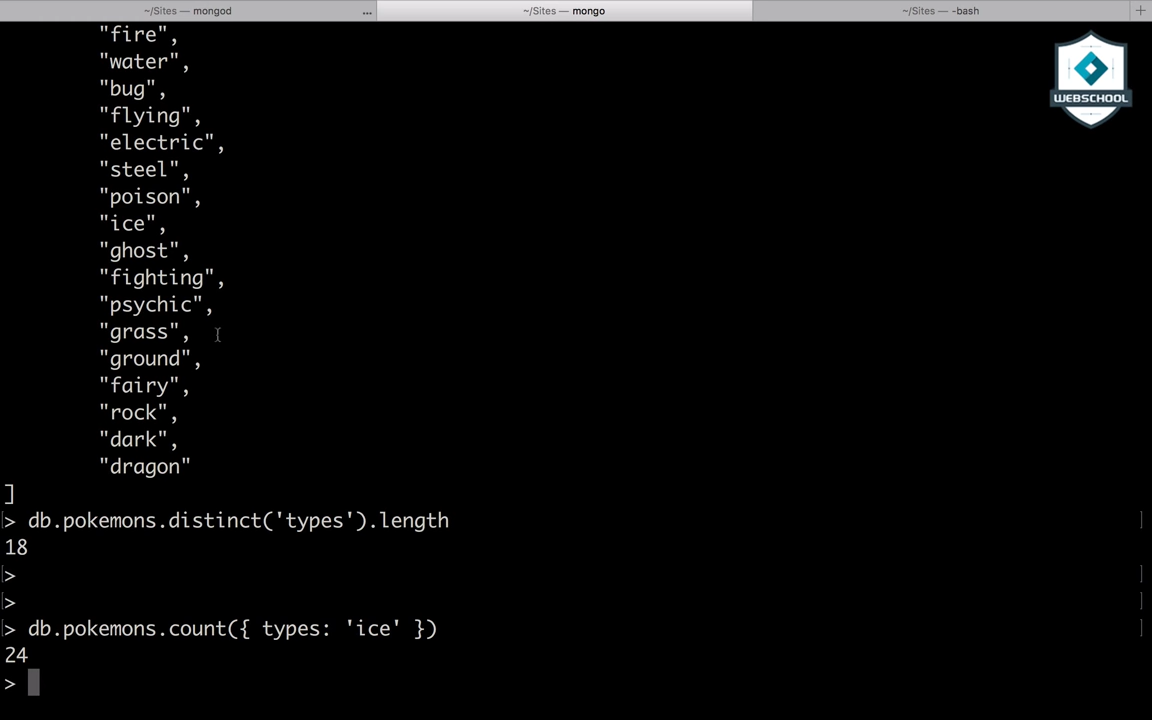 ~/Sites — mongod ... ~/Sites — mongo ~/Sites — -bash +
"fire",
WEBSCHOOL
"water",
"bug",
"flying",
"electric",
"steel",
"poison",
"ice",
"ghost",
"fighting",
"psychic",
"grass",
"ground",
"fairy",
"rock",
"dark",
"dragon"
]
[> db.pokemons.distinct('types').length ]
18
[> ]
[> ]
[> db.pokemons.count({ types: 'ice' }) ]
24
>